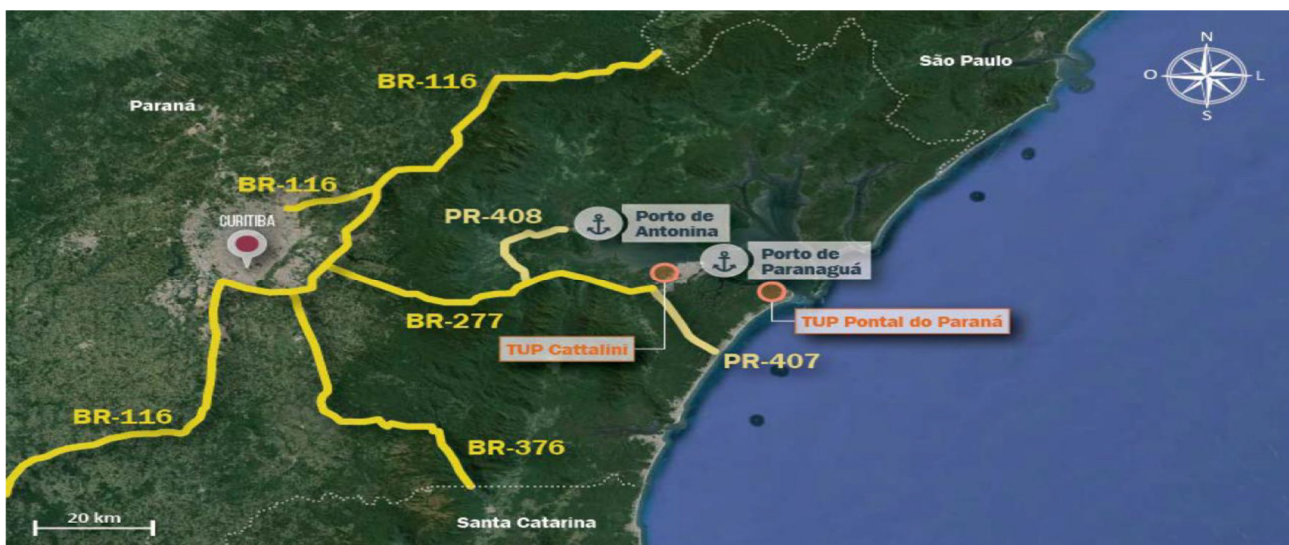 N
O
L
S
São Paulo
BR-116
Paraná
BR-116
CURITIBA
PR-408
Porto de
Antonina
Porto de
Paranaguá
BR-277
TUP Pontal do Paraná
TUP Cattalini
PR-407
BR-116
BR-376
20 km
Santa Catarina